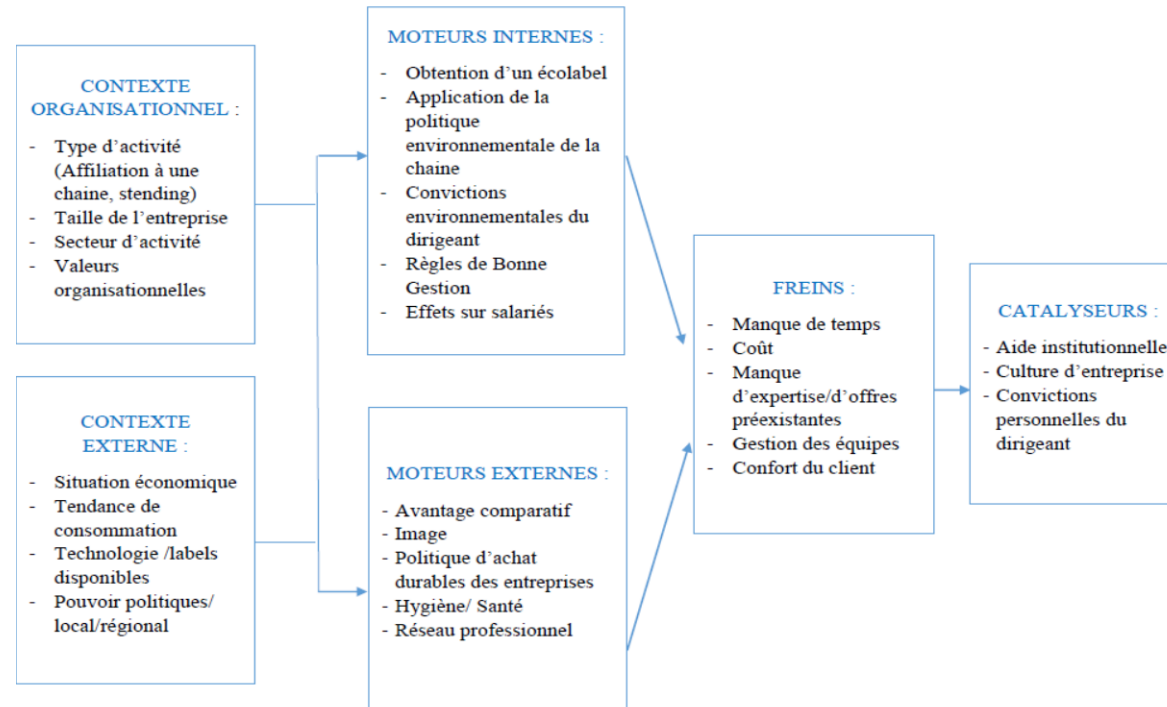 CONTEXTE
ORGANISATIONNEL :
- Type d'activité
(Affiliation à une
chaine, stending)
- Taille de l'entreprise
- Secteur d'activité
- Valeurs
organisationnelles
CONTEXTE
EXTERNE :
- Situation économique
- Tendance de
consommation
- Technologie /labels
disponibles
- Pouvoir politiques/
local/régional
MOTEURS INTERNES :
- Obtention d'un écolabel
- Application de la
politique
environnementale de la
chaine
- Convictions
environnementales du
dirigeant
- Règles de Bonne
Gestion
- Effets sur salariés
MOTEURS EXTERNES :
- Avantage comparatif
- Image
- Politique d'achat
durables des entreprises
- Hygiène/ Santé
- Réseau professionnel
FREINS :
- Manque de temps
- Coût
- Manque
d'expertise/d'offres
préexistantes
- Gestion des équipes
- Confort du client
CATALYSEURS :
- Aide institutionnelle
- Culture d'entreprise
- Convictions
personnelles du
dirigeant